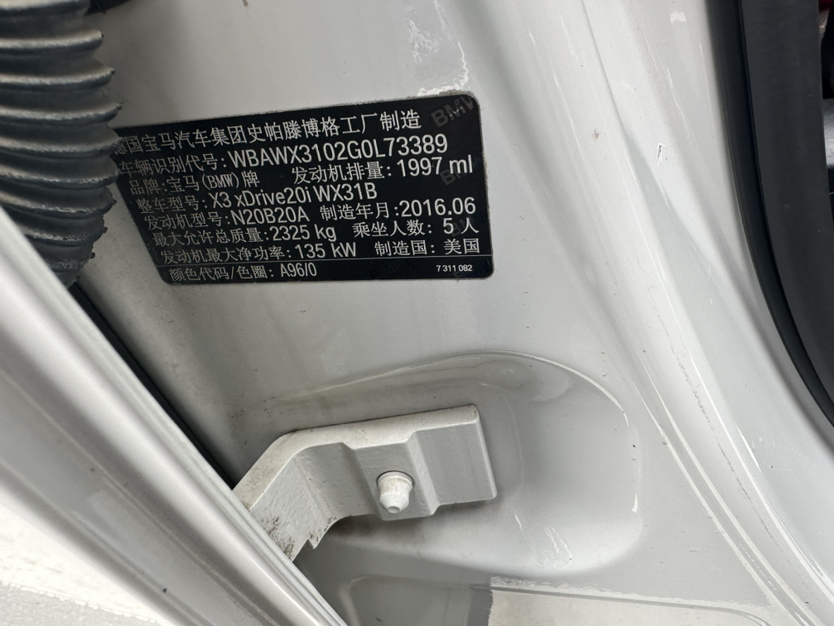 德国宝马汽车集团史帕滕博格工厂制造
车辆识别代号: WBAWX3102G0L73389
品牌: 宝马(BMW)牌 发动机排量: 1997 ml
整车型号: X3 xDrive20i WX31B
发动机型号: N20B20A 制造年月: 2016.06
最大允许总质量: 2325 kg 乘坐人数: 5 人
发动机最大净功率: 135 kW 制造国: 美国
颜色代码/色圈: A96/0 7 311 082
BMW
BMW